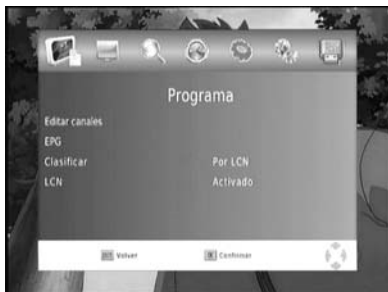 Programa
Editar canales
EPG
Clasificar Por LCN
LCN Activado
Volver Confirmar